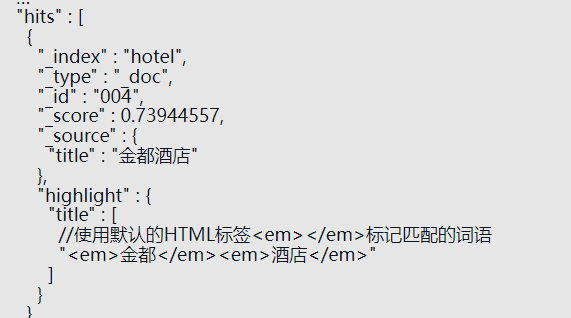 ...
"hits" : [
{
"_index" : "hotel",
"_type" : "_doc",
"_id" : "004",
"_score" : 0.73944557,
"_source" : {
"title" : "金都酒店"
},
"highlight" : {
"title" : [
//使用默认的HTML标签<em></em>标记匹配的词语
"<em>金都</em><em>酒店</em>"
]
}
}